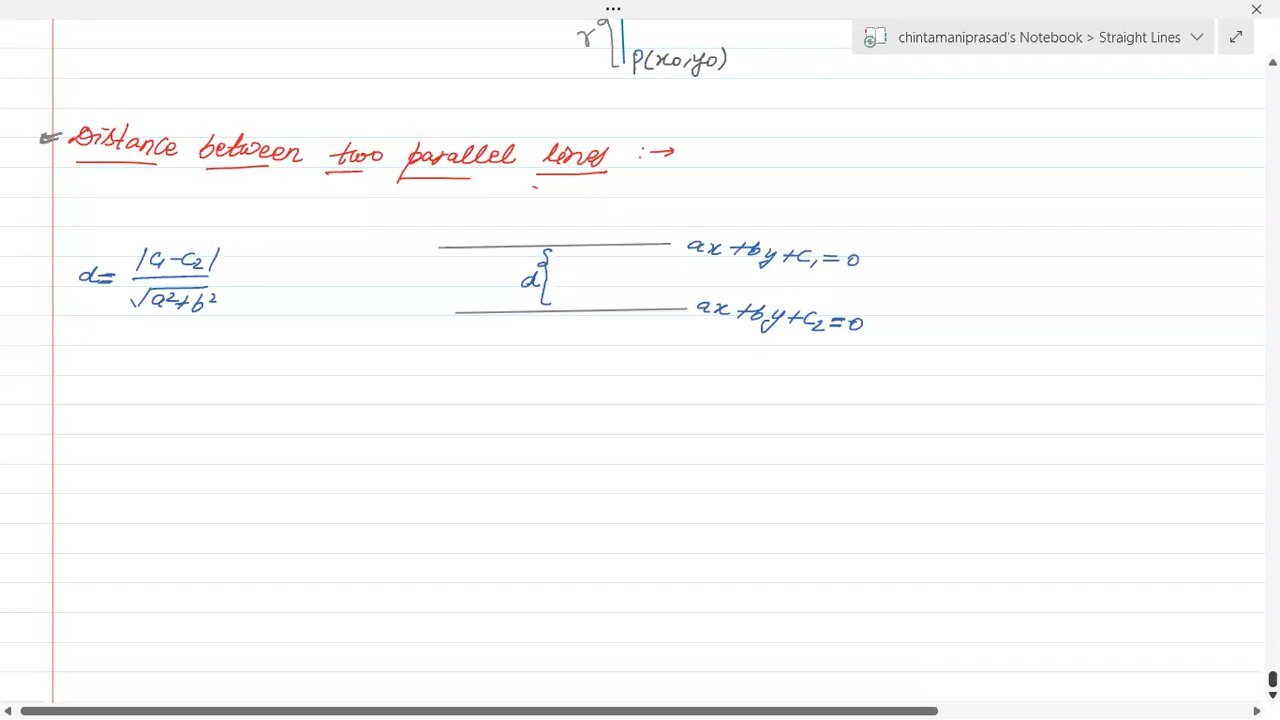 ...
chintamaniprasad's Notebook > Straight Lines
r
P(x0,y0)
Distance between two parallel lines :→
d= |C1-C2| / √a²+b²
ax+by+C1=0
d
ax+by+C2=0